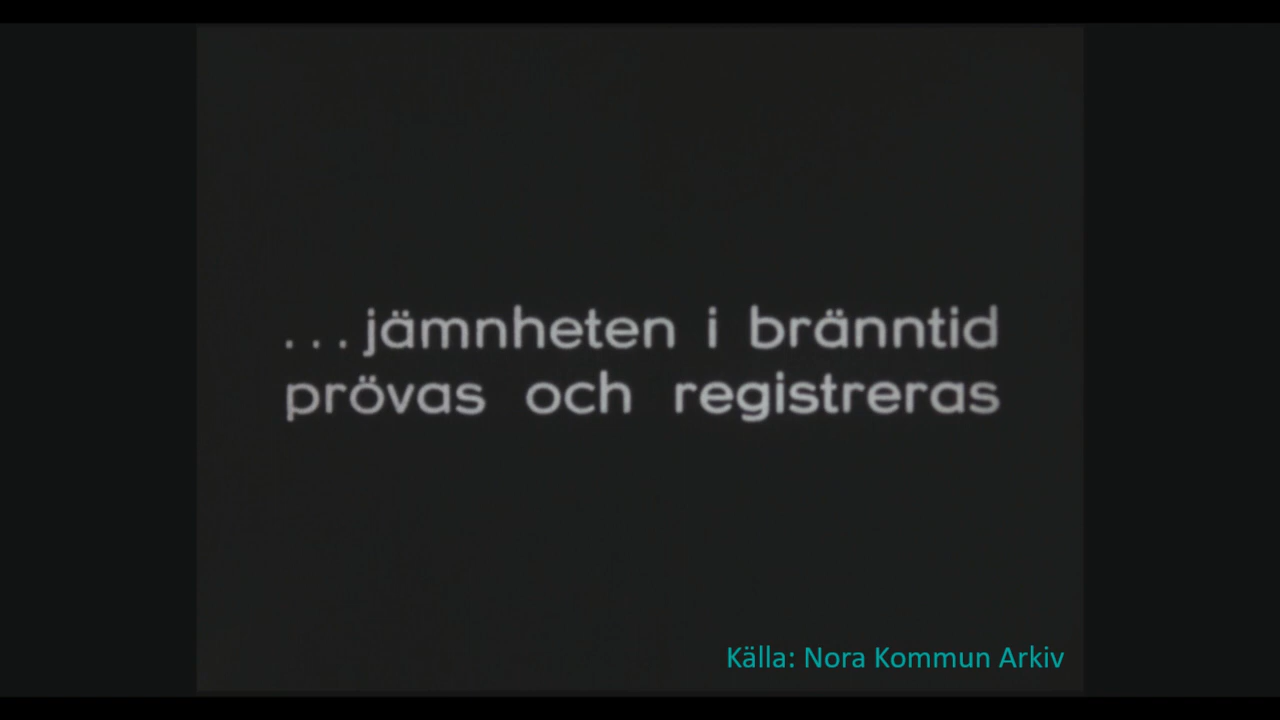 ...jämnheten i bränntid
prövas och registreras
Källa: Nora Kommun Arkiv